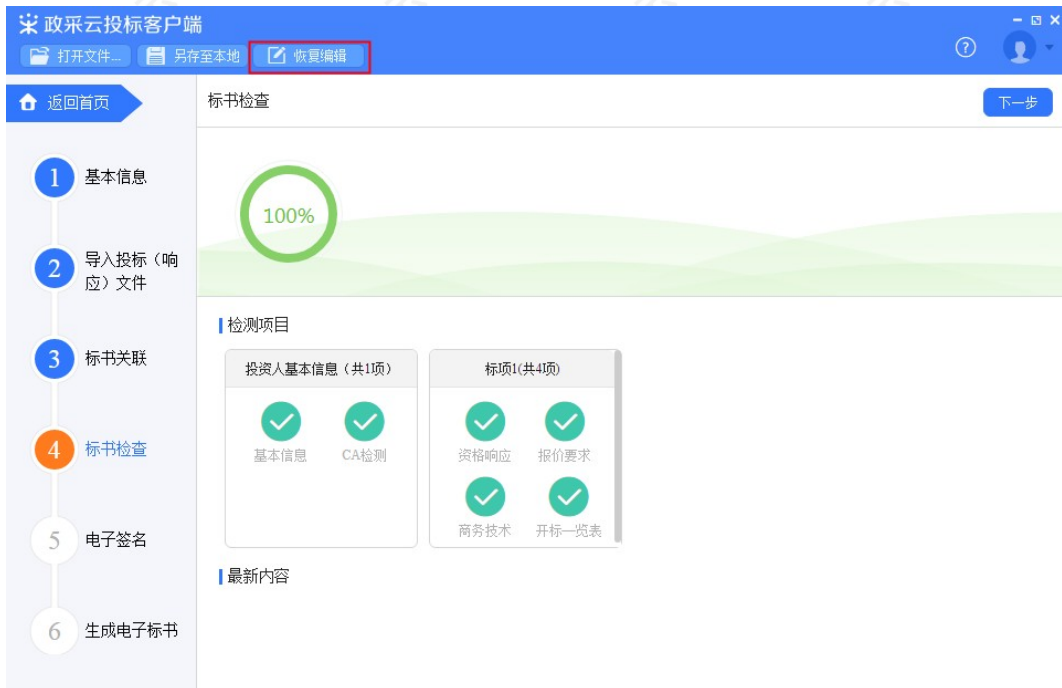 政采云投标客户端
打开文件... 另存至本地 恢复编辑
返回首页
标书检查
下一步
1 基本信息
2 导入投标（响
应）文件
3 标书关联
4 标书检查
5 电子签名
6 生成电子标书
100%
检测项目
投资人基本信息（共1项）
基本信息 CA检测
标项1(共4项)
资格响应 报价要求
商务技术 开标一览表
最新内容